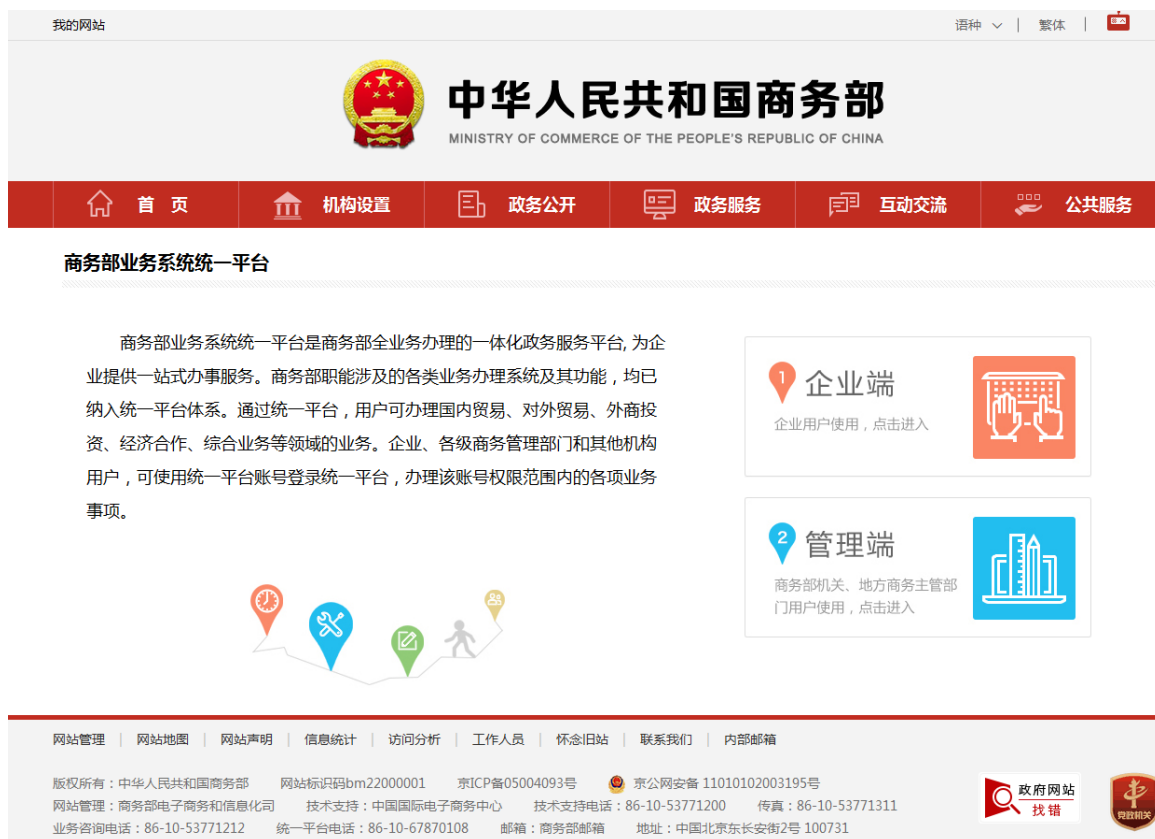 我的网站 语种 | 繁体 |
中华人民共和国商务部
MINISTRY OF COMMERCE OF THE PEOPLE'S REPUBLIC OF CHINA
首 页 机构设置 政务公开 政务服务 互动交流 公共服务
商务部业务系统统一平台
商务部业务系统统一平台是商务部全业务办理的一体化政务服务平台, 为企
业提供一站式办事服务。商务部职能涉及的各类业务办理系统及其功能，均已
纳入统一平台体系。通过统一平台，用户可办理国内贸易、对外贸易、外商投
资、经济合作、综合业务等领域的业务。企业、各级商务管理部门和其他机构
用户，可使用统一平台账号登录统一平台，办理该账号权限范围内的各项业务
事项。
1 企业端
企业用户使用，点击进入
2 管理端
商务部机关、地方商务主管部
门用户使用，点击进入
网站管理 | 网站地图 | 网站声明 | 信息统计 | 访问分析 | 工作人员 | 怀念旧站 | 联系我们 | 内部邮箱
版权所有：中华人民共和国商务部 网站标识码bm22000001 京ICP备05004093号 京公网安备 11010102003195号
网站管理：商务部电子商务和信息化司 技术支持：中国国际电子商务中心 技术支持电话：86-10-53771200 传真：86-10-53771311
业务咨询电话：86-10-53771212 统一平台电话：86-10-67870108 邮箱：商务部邮箱 地址：中国北京东长安街2号 100731
政府网站
找错
党政机关